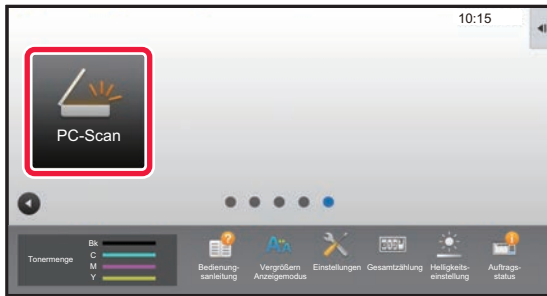 10:15
PC-Scan
Tonermenge
Bk
C
M
Y
Bedienung-
sanleitung
Vergrößern
Anzeigemodus
Einstellungen
Gesamtzählung
Helligkeits-
einstellung
Auftrags-
status